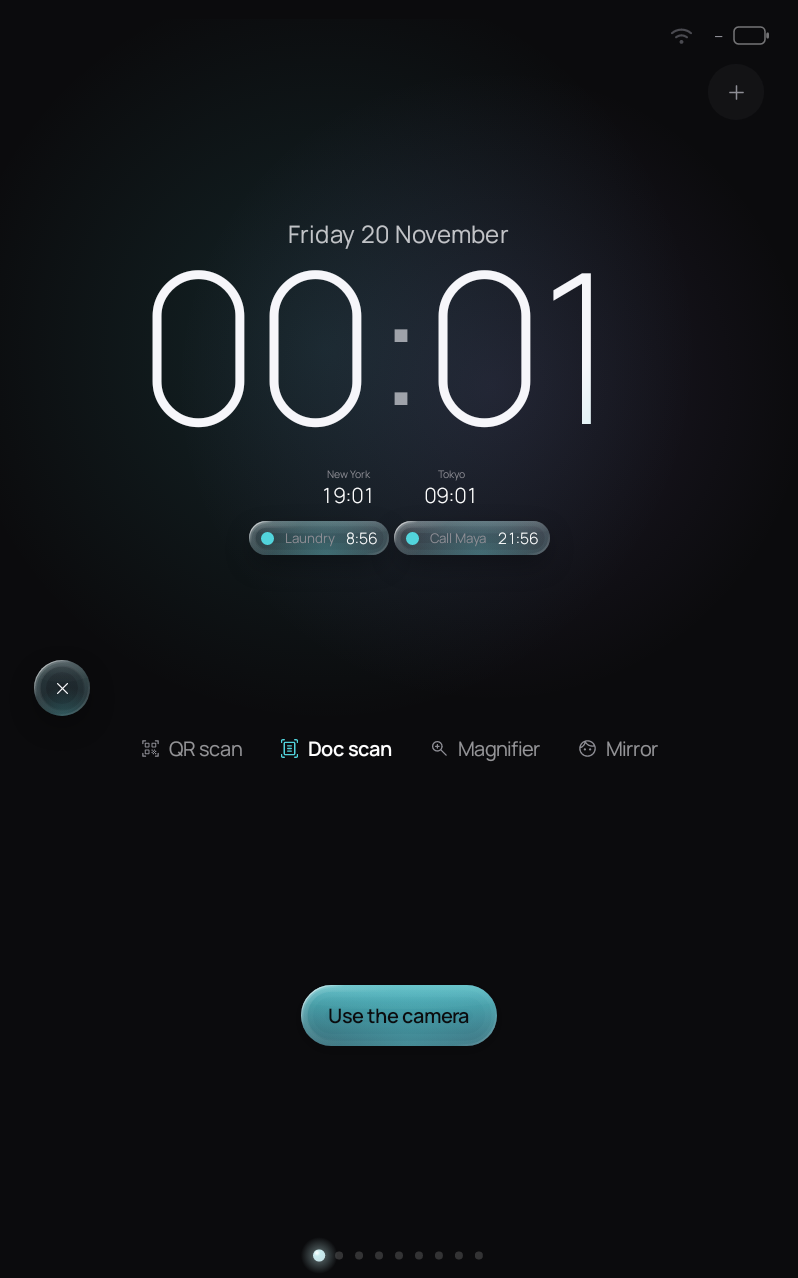 Friday 20 November
00:01
New York Tokyo
19:01 09:01
Laundry 8:56 Call Maya 21:56
QR scan Doc scan Magnifier Mirror
Use the camera